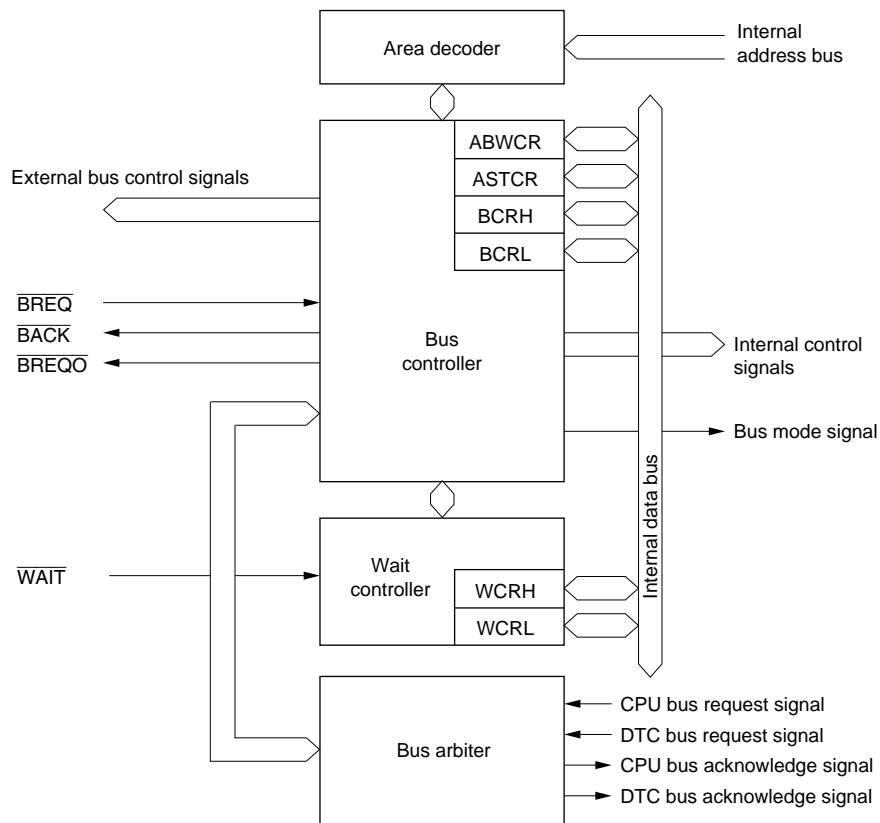 Area decoder
Internal
address bus
ABWCR
ASTCR
BCRH
BCRL
External bus control signals
BREQ
BACK
BREQO
Bus
controller
Internal control
signals
Bus mode signal
Internal data bus
WAIT
Wait
controller
WCRH
WCRL
Bus arbiter
CPU bus request signal
DTC bus request signal
CPU bus acknowledge signal
DTC bus acknowledge signal